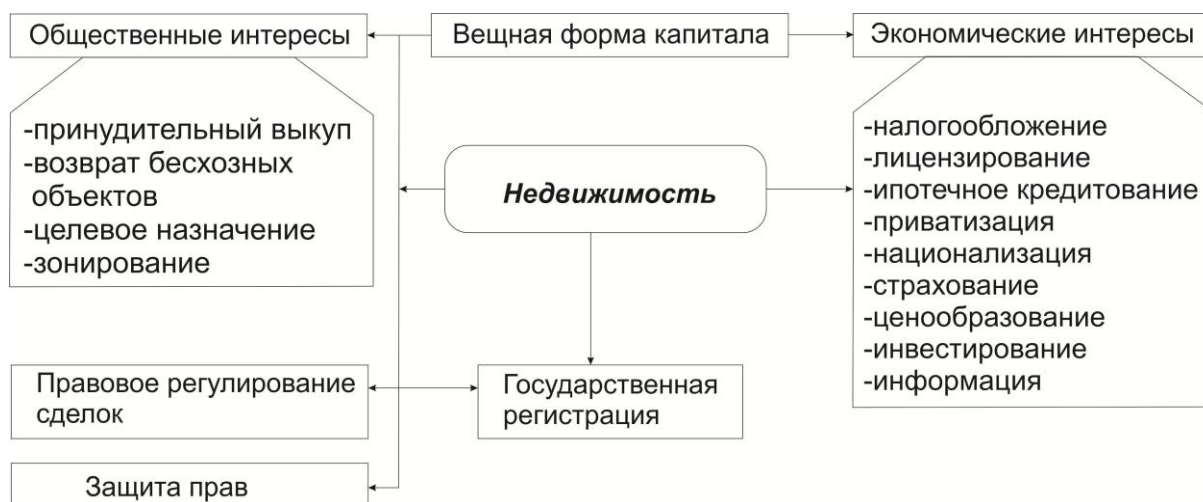 Общественные интересы
Вещная форма капитала
Экономические интересы
-принудительный выкуп
-возврат бесхозных
объектов
-целевое назначение
-зонирование
Недвижимость
-налогообложение
-лицензирование
-ипотечное кредитование
-приватизация
-национализация
-страхование
-ценообразование
-инвестирование
-информация
Правовое регулирование
сделок
Государственная
регистрация
Защита прав